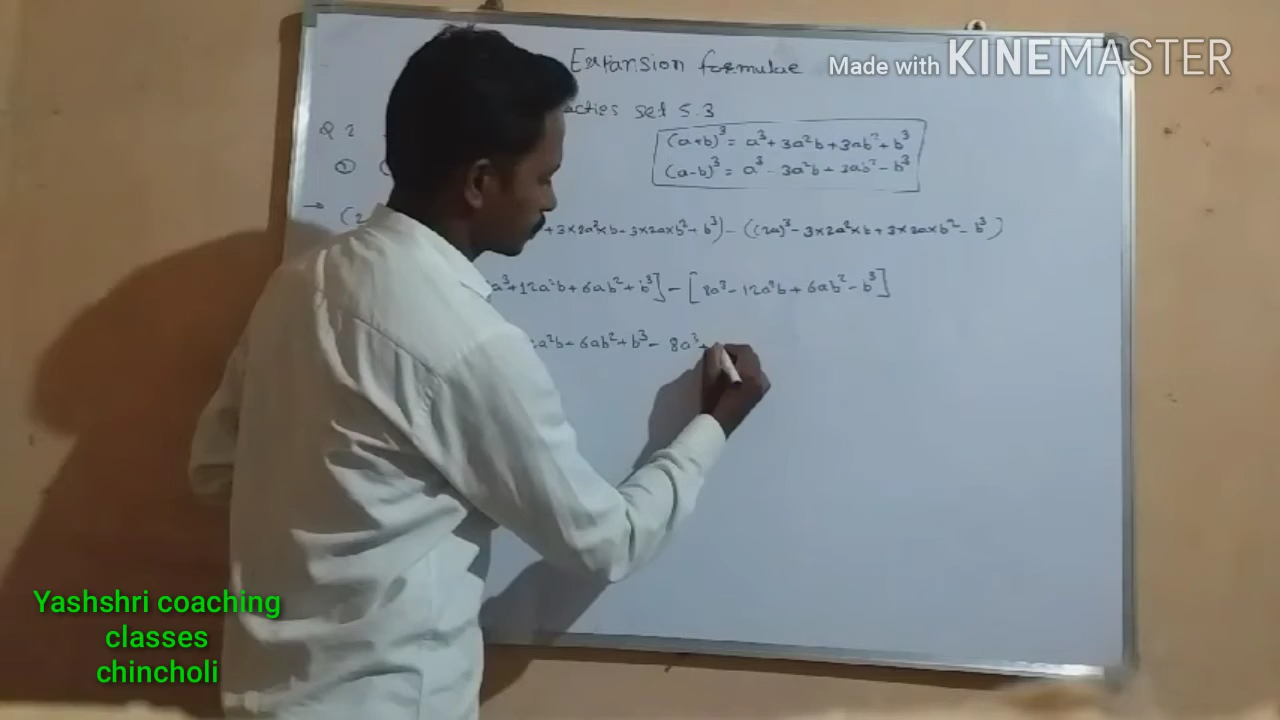 Expansion formulae
Made with KINEMASTER
set 5.3
Q 2
(a+b)³ = a³ + 3a²b + 3ab² + b³
(a-b)³ = a³ - 3a²b + 3ab² - b³
→ (2
+ 3×2a²×b + 3×2a×b² + b³) - ((2a)³ - 3×2a²×b + 3×2a×b² - b³)
a³ + 12a²b + 6ab² + b³] - [8a³ - 12a²b + 6ab² - b³]
a²b + 6ab² + b³ - 8a³ +
Yashshri coaching
classes
chincholi